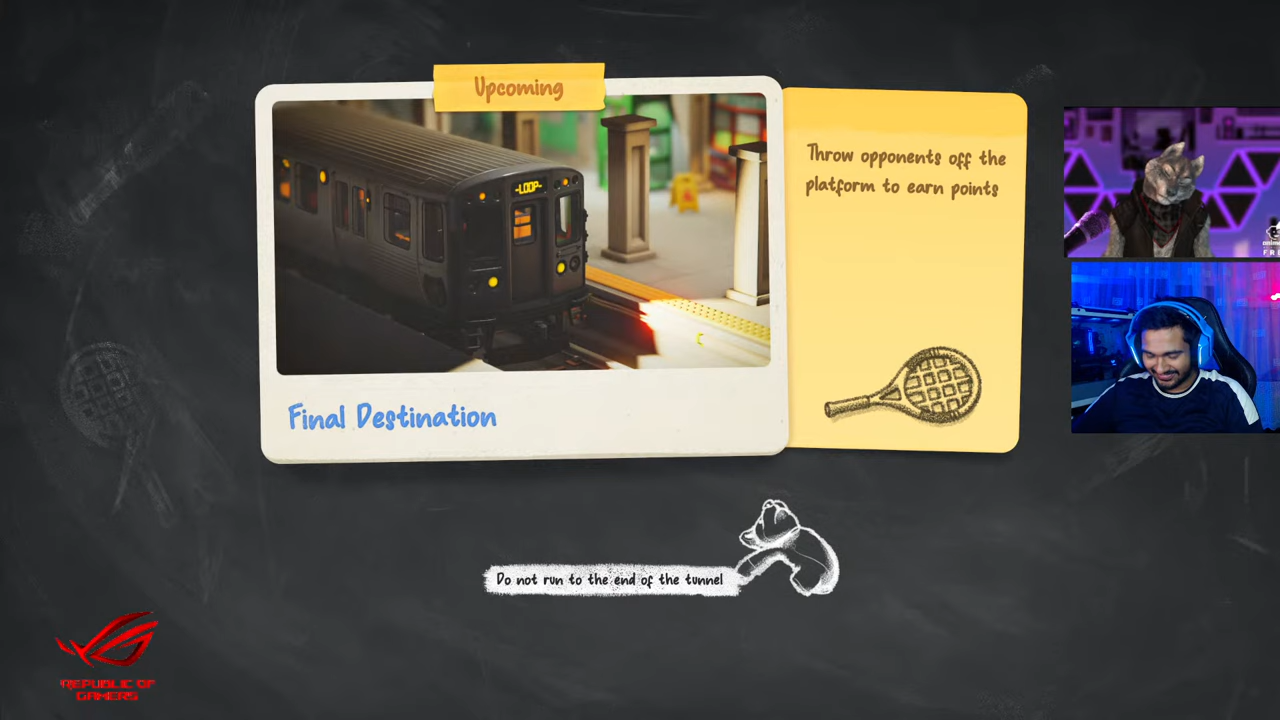 Upcoming
-LOOP-
Throw opponents off the
platform to earn points
Final Destination
Do not run to the end of the tunnel
REPUBLIC OF
GAMERS